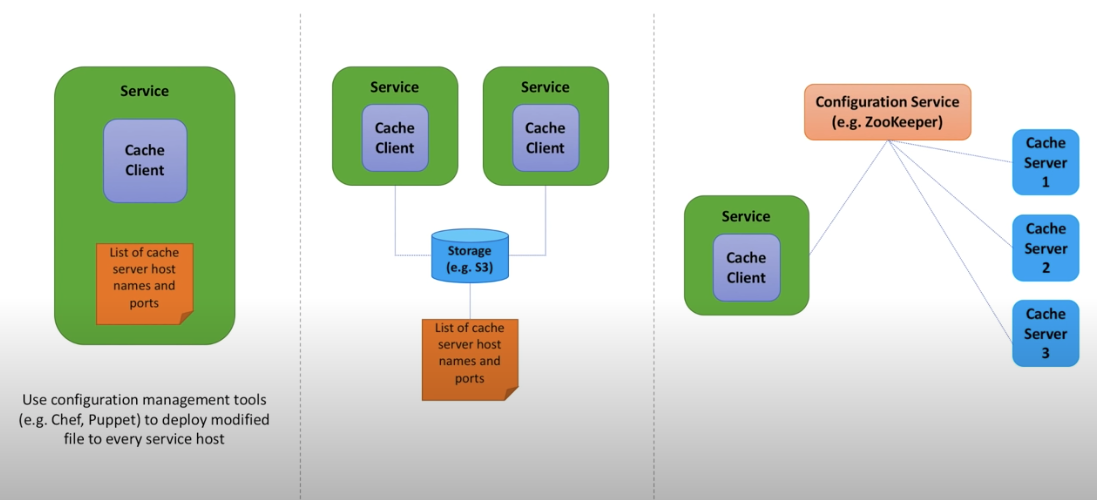 Service
Cache
Client
List of cache
server host
names and
ports
Use configuration management tools
(e.g. Chef, Puppet) to deploy modified
file to every service host
Service
Cache
Client
Service
Cache
Client
Storage
(e.g. S3)
List of cache
server host
names and
ports
Configuration Service
(e.g. ZooKeeper)
Service
Cache
Client
Cache
Server
1
Cache
Server
2
Cache
Server
3